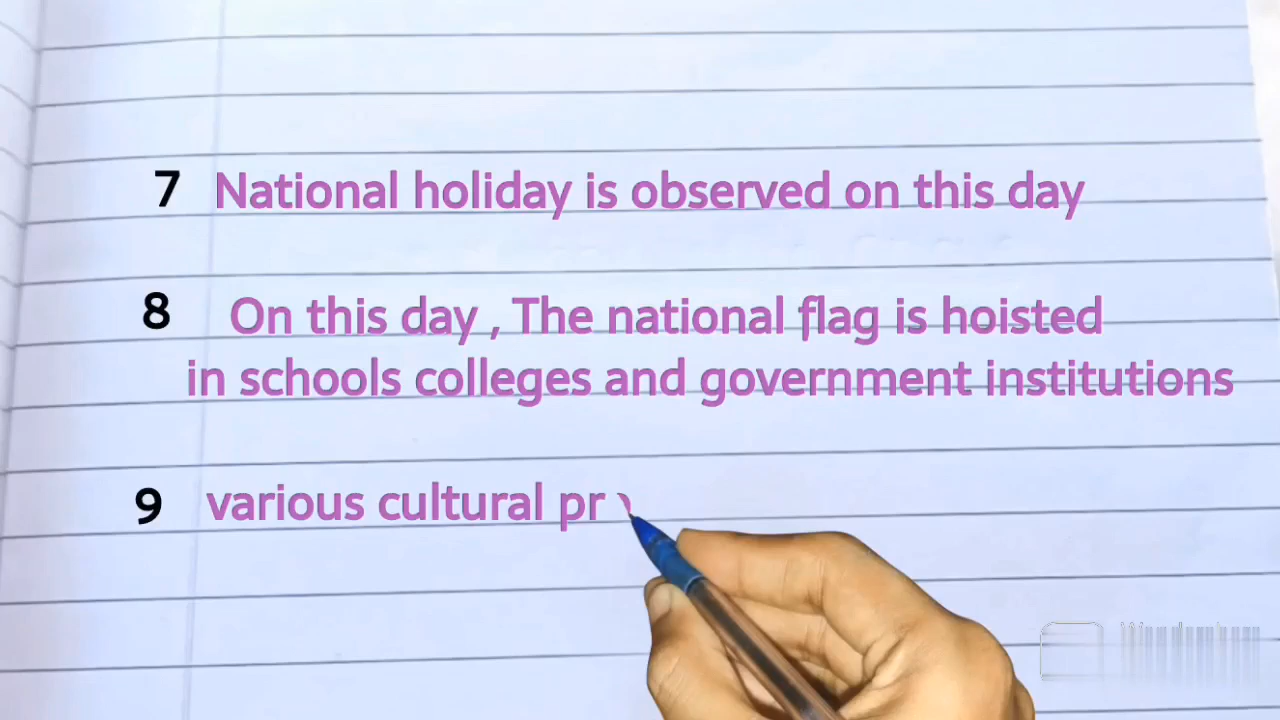 7 National holiday is observed on this day
8 On this day , The national flag is hoisted
in schools colleges and government institutions
9 various cultural pr